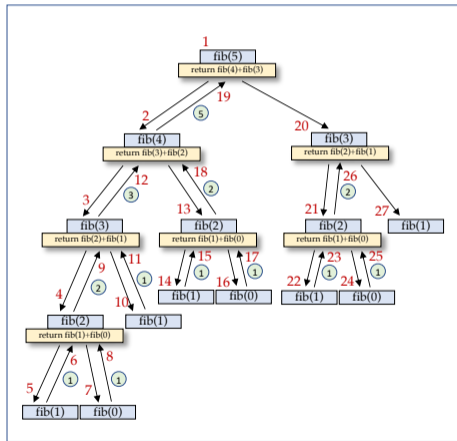 1
fib(5)
return fib(4)+fib(3)
2
19
5
20
fib(4)
return fib(3)+fib(2)
fib(3)
return fib(2)+fib(1)
3
12
3
18
2
13
26
2
21
27
fib(3)
return fib(2)+fib(1)
fib(2)
return fib(1)+fib(0)
fib(2)
return fib(1)+fib(0)
fib(1)
4
9
2
11
1
10
14
15
1
16
17
1
22
23
1
24
25
1
fib(1)
fib(0)
fib(1)
fib(0)
fib(2)
return fib(1)+fib(0)
fib(1)
5
6
1
7
8
1
fib(1)
fib(0)